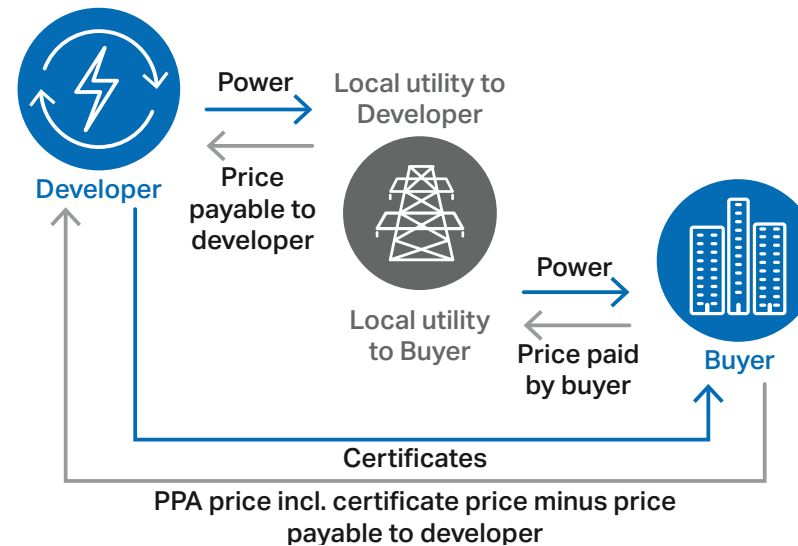 Power
Local utility to
Developer
Developer
Price
payable to
developer
Power
Local utility
to Buyer
Price paid
by buyer
Buyer
Certificates
PPA price incl. certificate price minus price
payable to developer